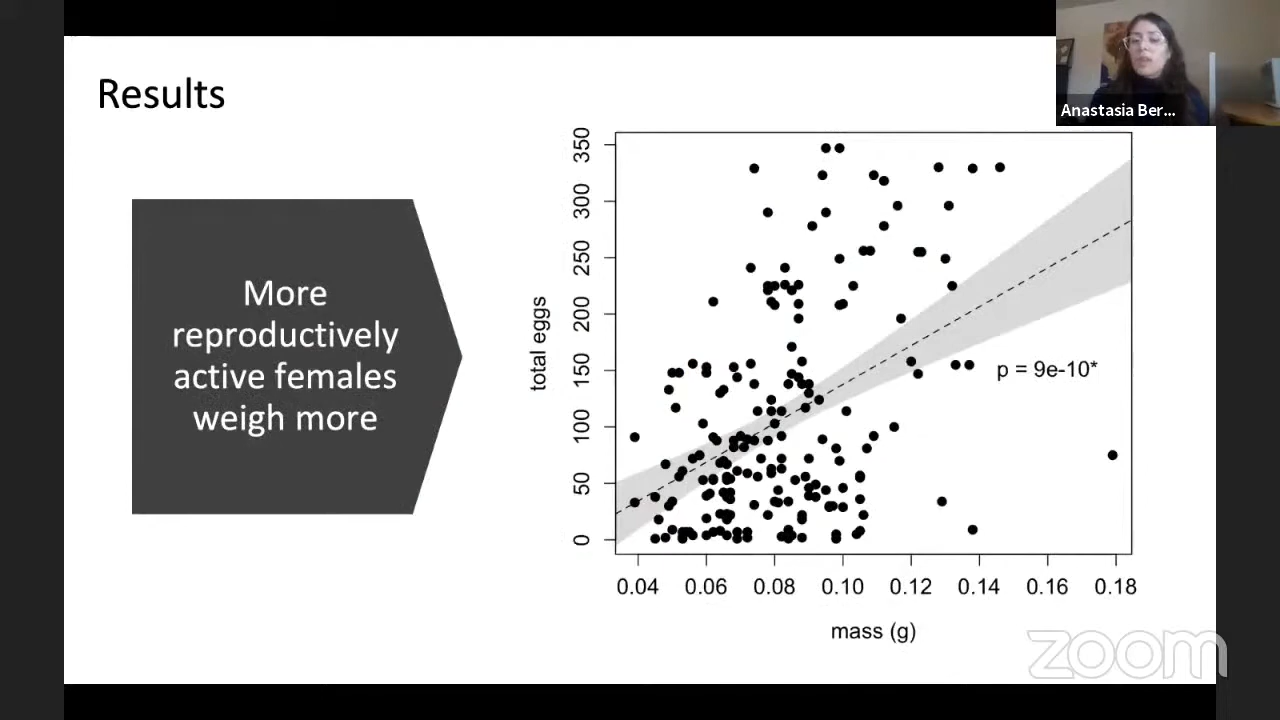 Results
Anastasia Ber...
More
reproductively
active females
weigh more
total eggs
350
300
250
200
150
100
50
0
p = 9e-10*
0.04 0.06 0.08 0.10 0.12 0.14 0.16 0.18
mass (g)
zoom